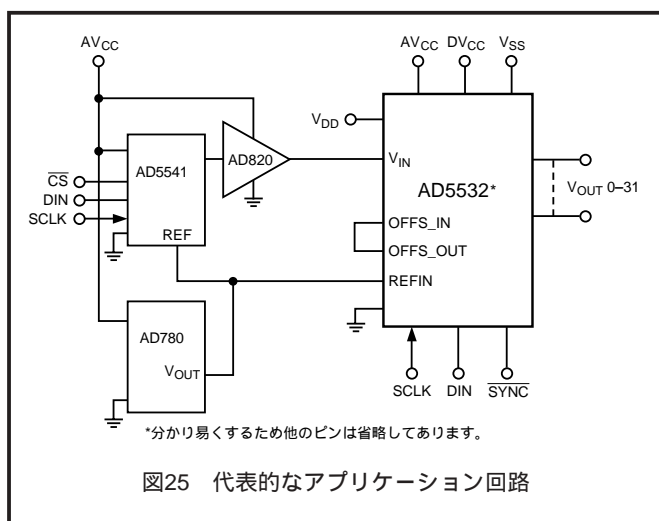 AVCC
AVCC DVCC VSS
VDD
AD5541
AD820
CS
DIN
SCLK
REF
VIN
AD5532*
VOUT 0–31
OFFS_IN
OFFS_OUT
REFIN
AD780
VOUT
SCLK DIN SYNC
*分かり易くするため他のピンは省略してあります。
図25 代表的なアプリケーション回路